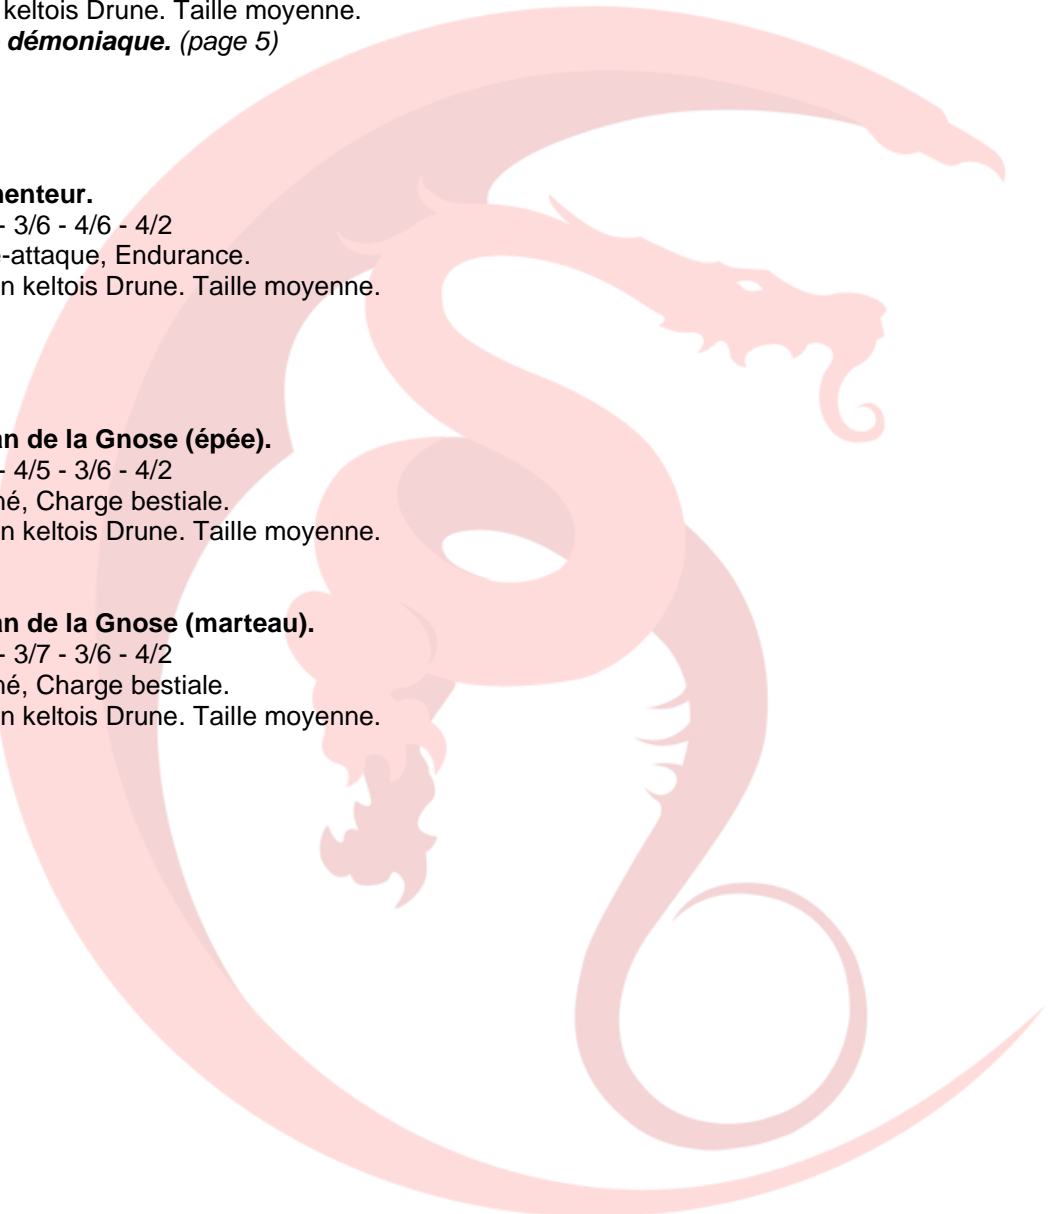 keltois Drune. Taille moyenne.
démoniaque. (page 5)
enteur.
- 3/6 - 4/6 - 4/2
-attaque, Endurance.
n keltois Drune. Taille moyenne.
an de la Gnose (épée).
- 4/5 - 3/6 - 4/2
né, Charge bestiale.
n keltois Drune. Taille moyenne.
an de la Gnose (marteau).
- 3/7 - 3/6 - 4/2
né, Charge bestiale.
n keltois Drune. Taille moyenne.